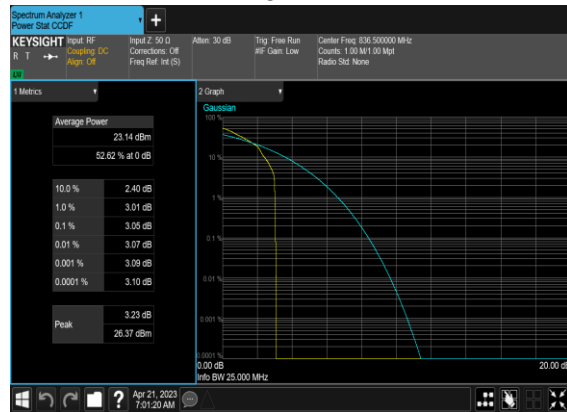 Spectrum Analyzer 1
Power Stat CCDF
KEYSIGHT
R T
LXI
Input: RF
Coupling: DC
Align: Off
Input Z: 50 Ω
Corrections: Off
Freq Ref: Int (S)
Atten: 30 dB
Trig: Free Run
#IF Gain: Low
Center Freq: 836.500000 MHz
Counts: 1.00 M/1.00 Mpt
Radio Std: None
1 Metrics
Average Power
23.14 dBm
52.62 % at 0 dB
10.0 % 2.40 dB
1.0 % 3.01 dB
0.1 % 3.05 dB
0.01 % 3.07 dB
0.001 % 3.09 dB
0.0001 % 3.10 dB
Peak
3.23 dB
26.37 dBm
2 Graph
Gaussian
100 %
10 %
1 %
0.1 %
0.01 %
0.001 %
0.0001 %
0.00 dB
20.00 dB
Info BW 25.000 MHz
?
Apr 21, 2023
7:01:20 AM